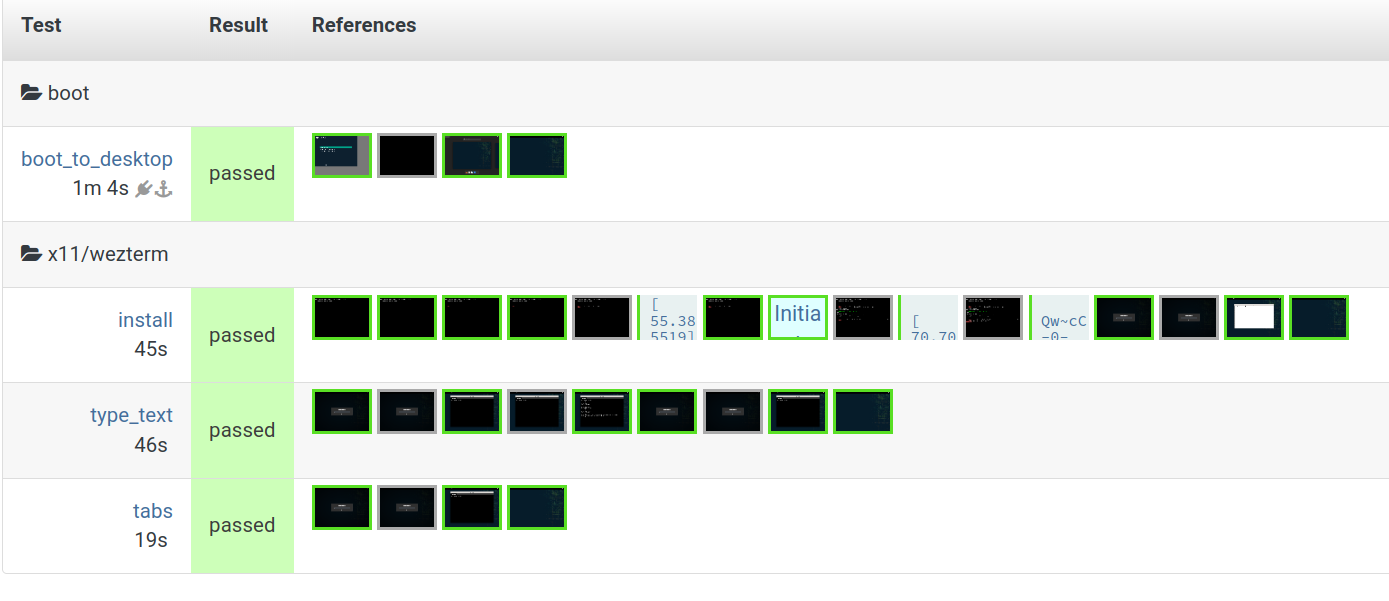 Test Result References
boot
boot_to_desktop
1m 4s
passed
x11/wezterm
install
45s
passed
[
55.38
5519]
Initia
[
70.70
Qw~cC
-0-
type_text
46s
passed
tabs
19s
passed